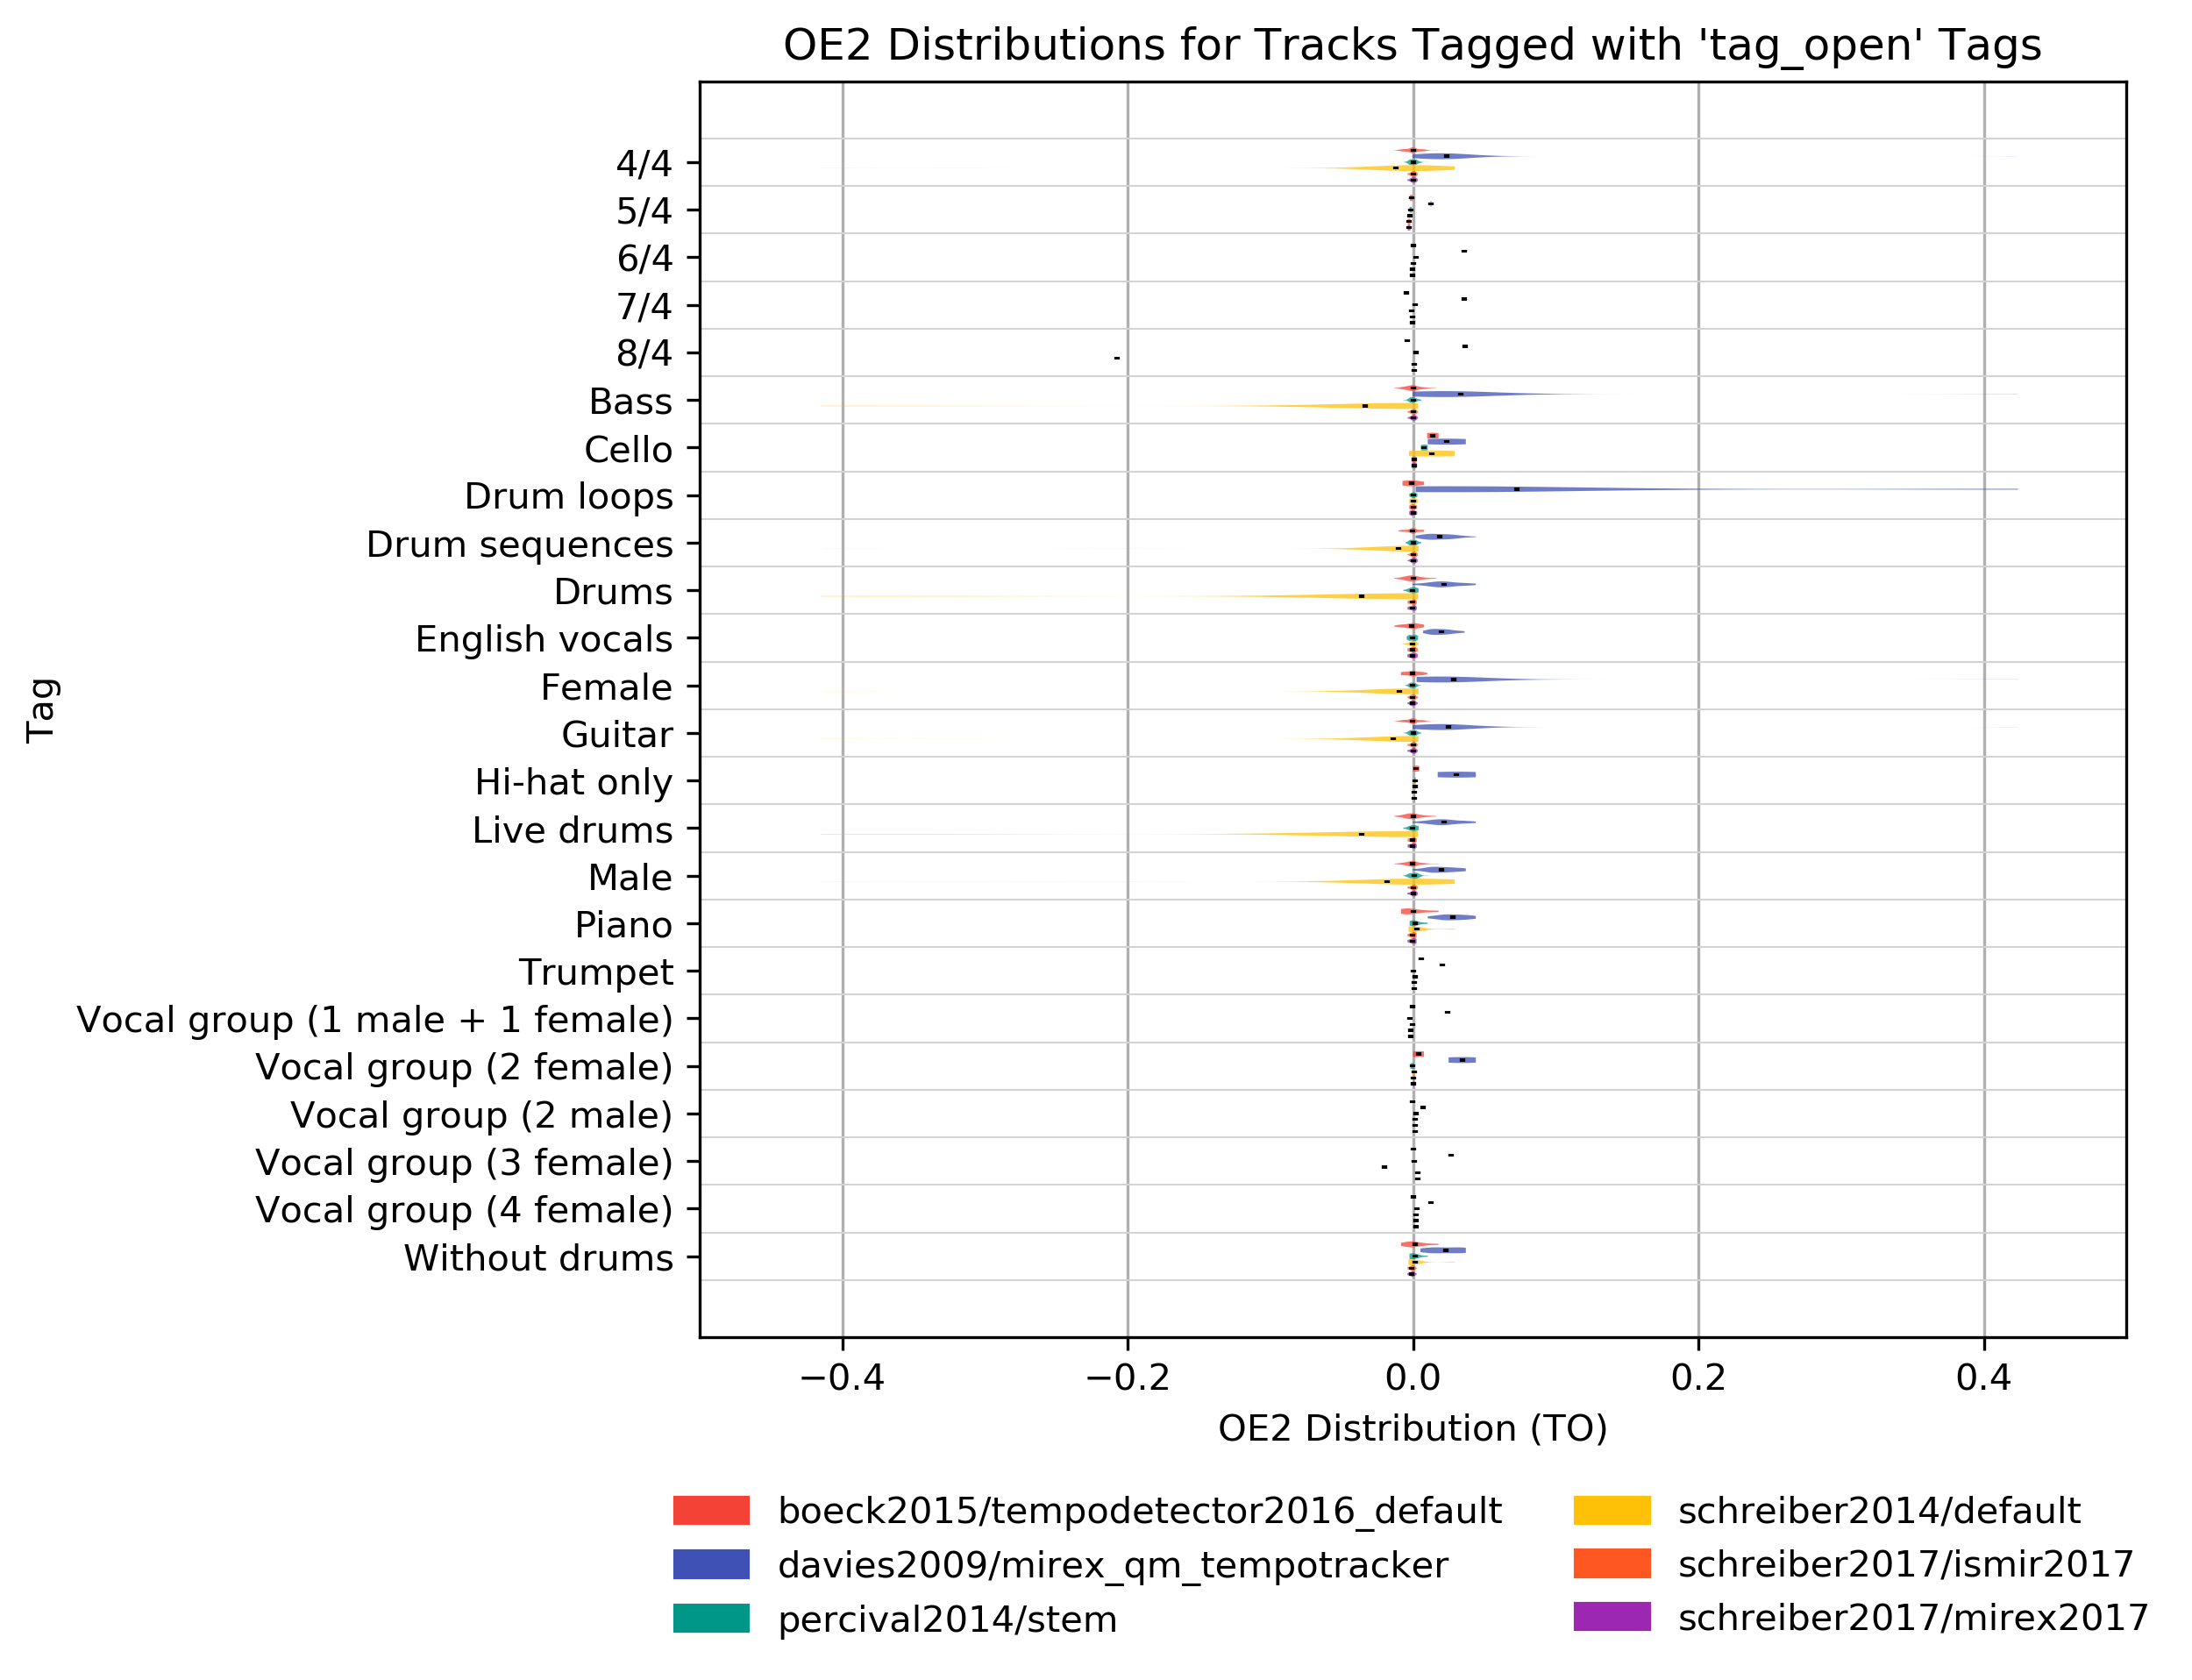 OE2 Distributions for Tracks Tagged with 'tag_open' Tags
Tag
4/4
5/4
6/4
7/4
8/4
Bass
Cello
Drum loops
Drum sequences
Drums
English vocals
Female
Guitar
Hi-hat only
Live drums
Male
Piano
Trumpet
Vocal group (1 male + 1 female)
Vocal group (2 female)
Vocal group (2 male)
Vocal group (3 female)
Vocal group (4 female)
Without drums
−0.4 −0.2 0.0 0.2 0.4
OE2 Distribution (TO)
boeck2015/tempodetector2016_default
davies2009/mirex_qm_tempotracker
percival2014/stem
schreiber2014/default
schreiber2017/ismir2017
schreiber2017/mirex2017